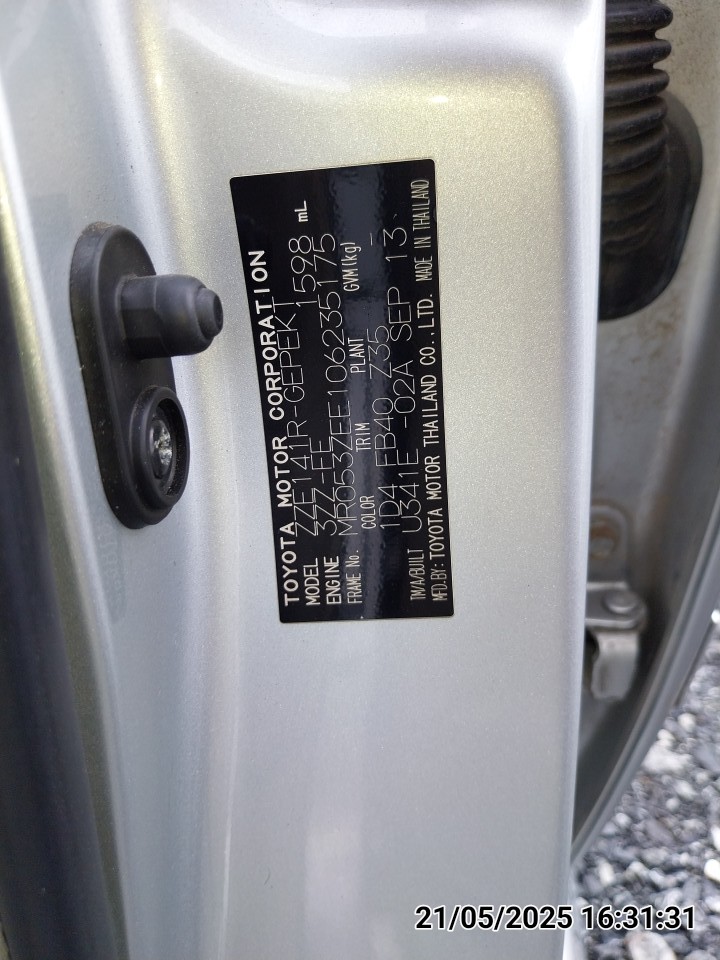 TOYOTA MOTOR CORPORATION
MODEL ZZE141R-GEPEKT
ENGINE 3ZZ-FE 1598 mL
FRAME No. MR053ZEE106235175
COLOR TRIM PLANT GVM(kg)
1D4 FB40 Z35 -
TM/A/BUILT U341E -02A SEP 13
MFD.BY: TOYOTA MOTOR THAILAND CO.,LTD. MADE IN THAILAND
21/05/2025 16:31:31